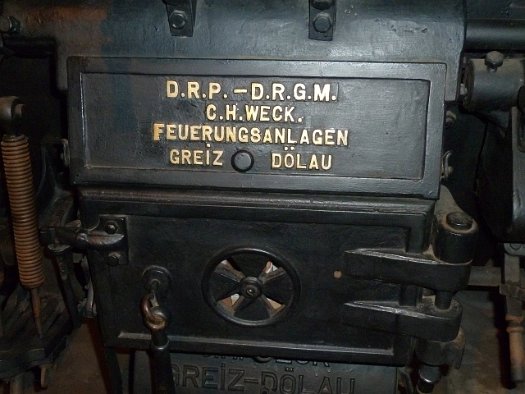 D.R.P. – D.R.G.M.
C.H. WECK.
FEUERUNGSANLAGEN
GREIZ DÖLAU
GREIZ-DÖLAU